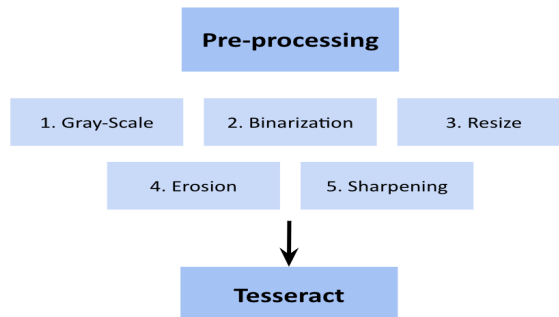 Pre-processing
1. Gray-Scale
2. Binarization
3. Resize
4. Erosion
5. Sharpening
Tesseract